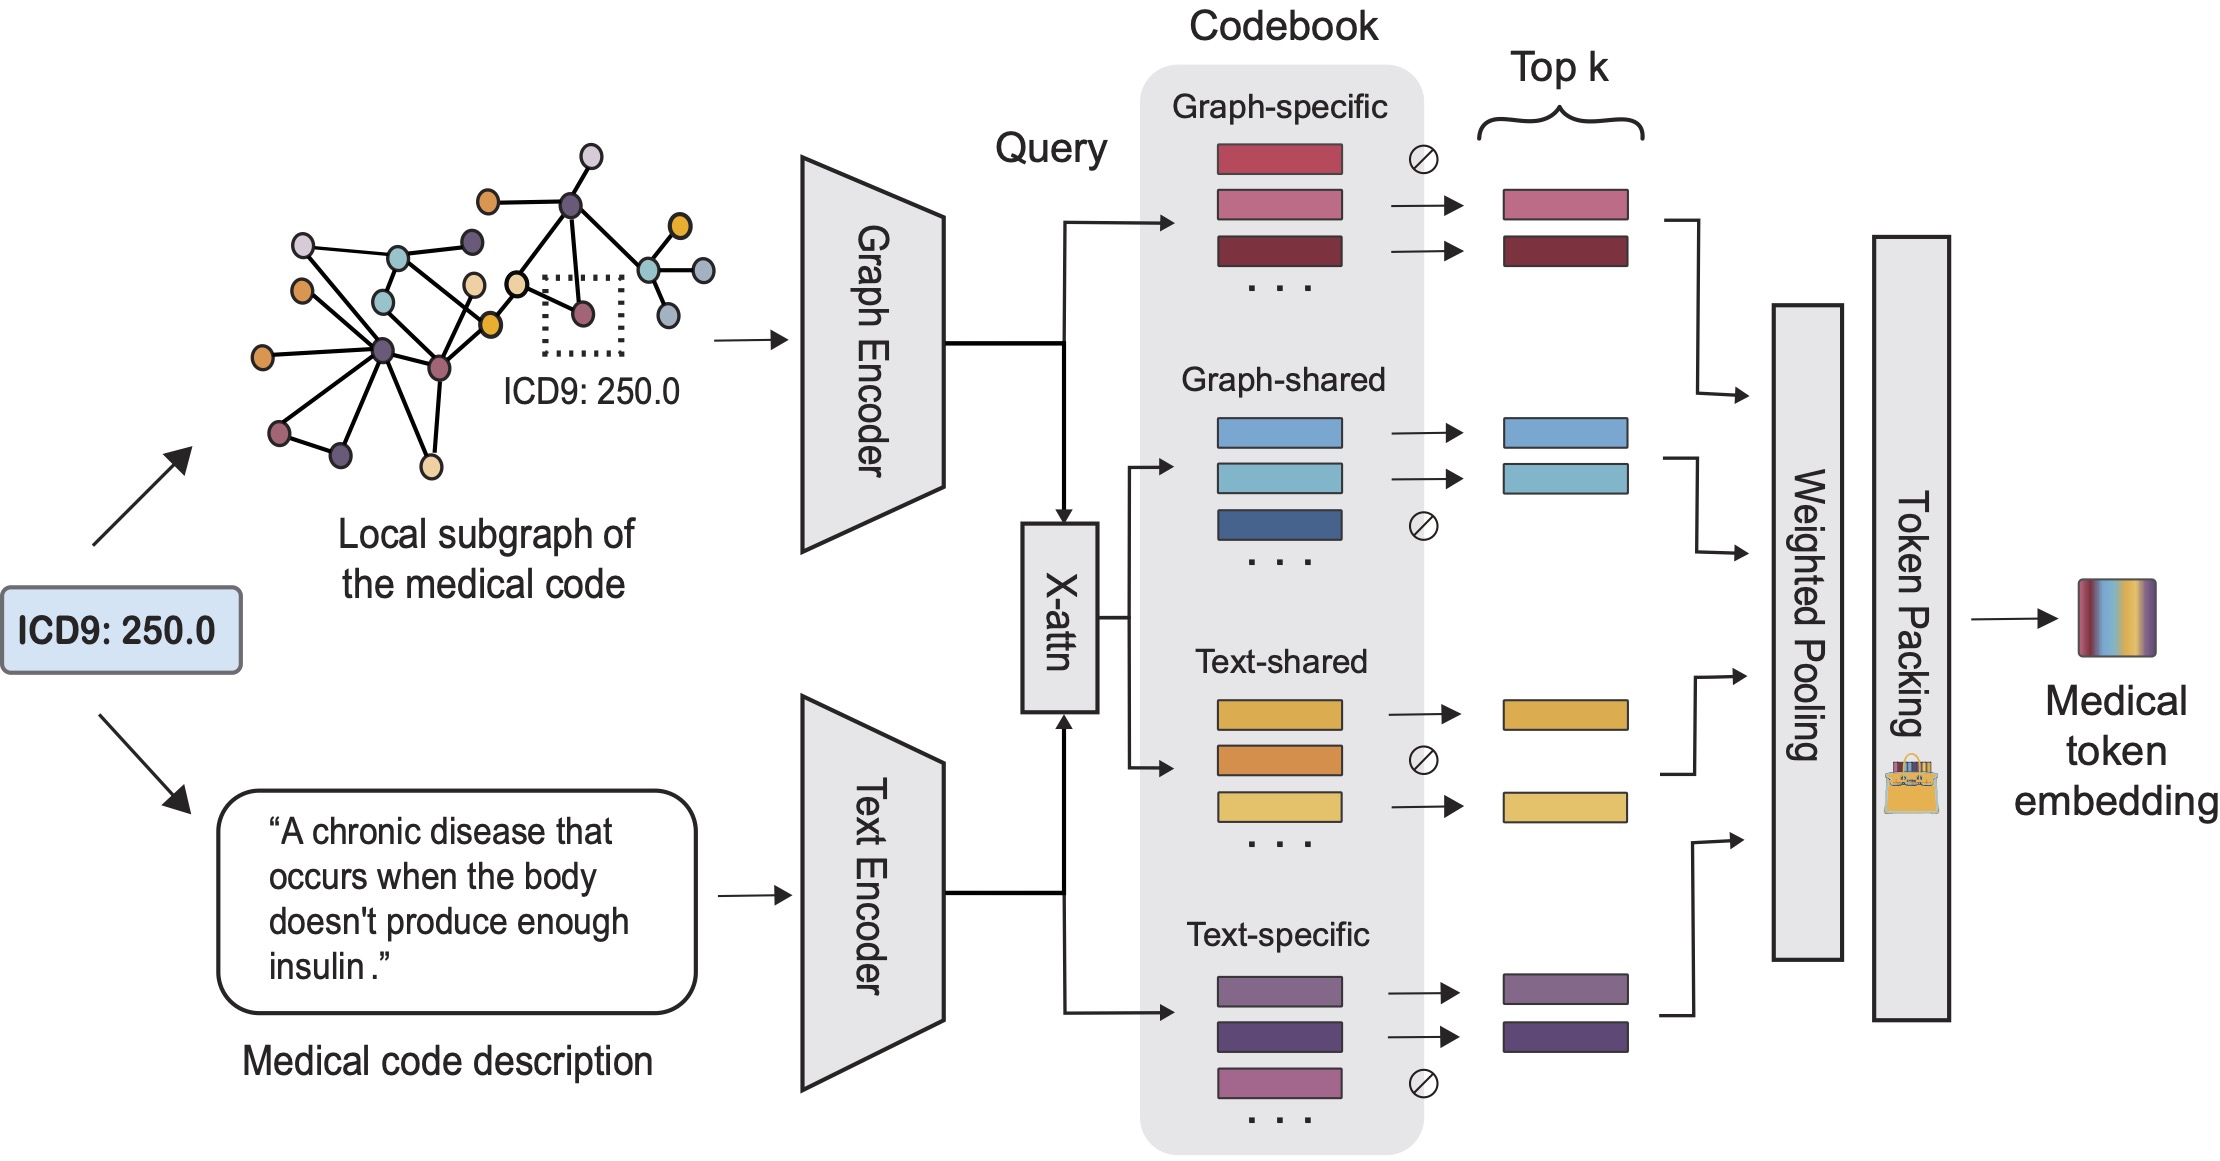 Codebook
Top k
Query
Graph-specific
. . .
Graph Encoder
ICD9: 250.0
Graph-shared
. . .
Local subgraph of
the medical code
ICD9: 250.0
X-attn
Text-shared
. . .
Weighted Pooling
Token Packing
Medical
token
embedding
“A chronic disease that
occurs when the body
doesn't produce enough
insulin .”
Medical code description
Text Encoder
Text-specific
. . .